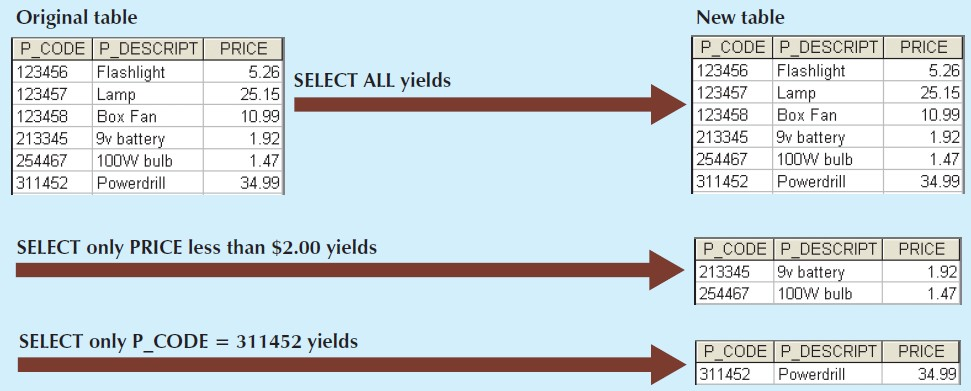 Original table
P_CODE P_DESCRIPT PRICE
123456 Flashlight 5.26
123457 Lamp 25.15
123458 Box Fan 10.99
213345 9v battery 1.92
254467 100W bulb 1.47
311452 Powerdrill 34.99
SELECT ALL yields
New table
P_CODE P_DESCRIPT PRICE
123456 Flashlight 5.26
123457 Lamp 25.15
123458 Box Fan 10.99
213345 9v battery 1.92
254467 100W bulb 1.47
311452 Powerdrill 34.99
SELECT only PRICE less than $2.00 yields
P_CODE P_DESCRIPT PRICE
213345 9v battery 1.92
254467 100W bulb 1.47
SELECT only P_CODE = 311452 yields
P_CODE P_DESCRIPT PRICE
311452 Powerdrill 34.99